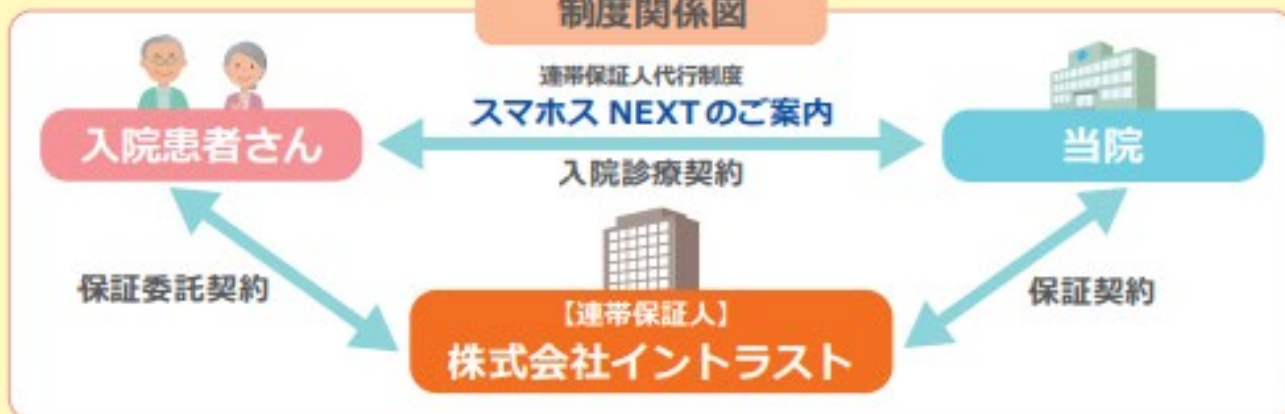 制度関係図
連帯保証人代行制度
スマホス NEXTのご案内
入院患者さん
当院
入院診療契約
保証委託契約
保証契約
【連帯保証人】
株式会社イントラスト